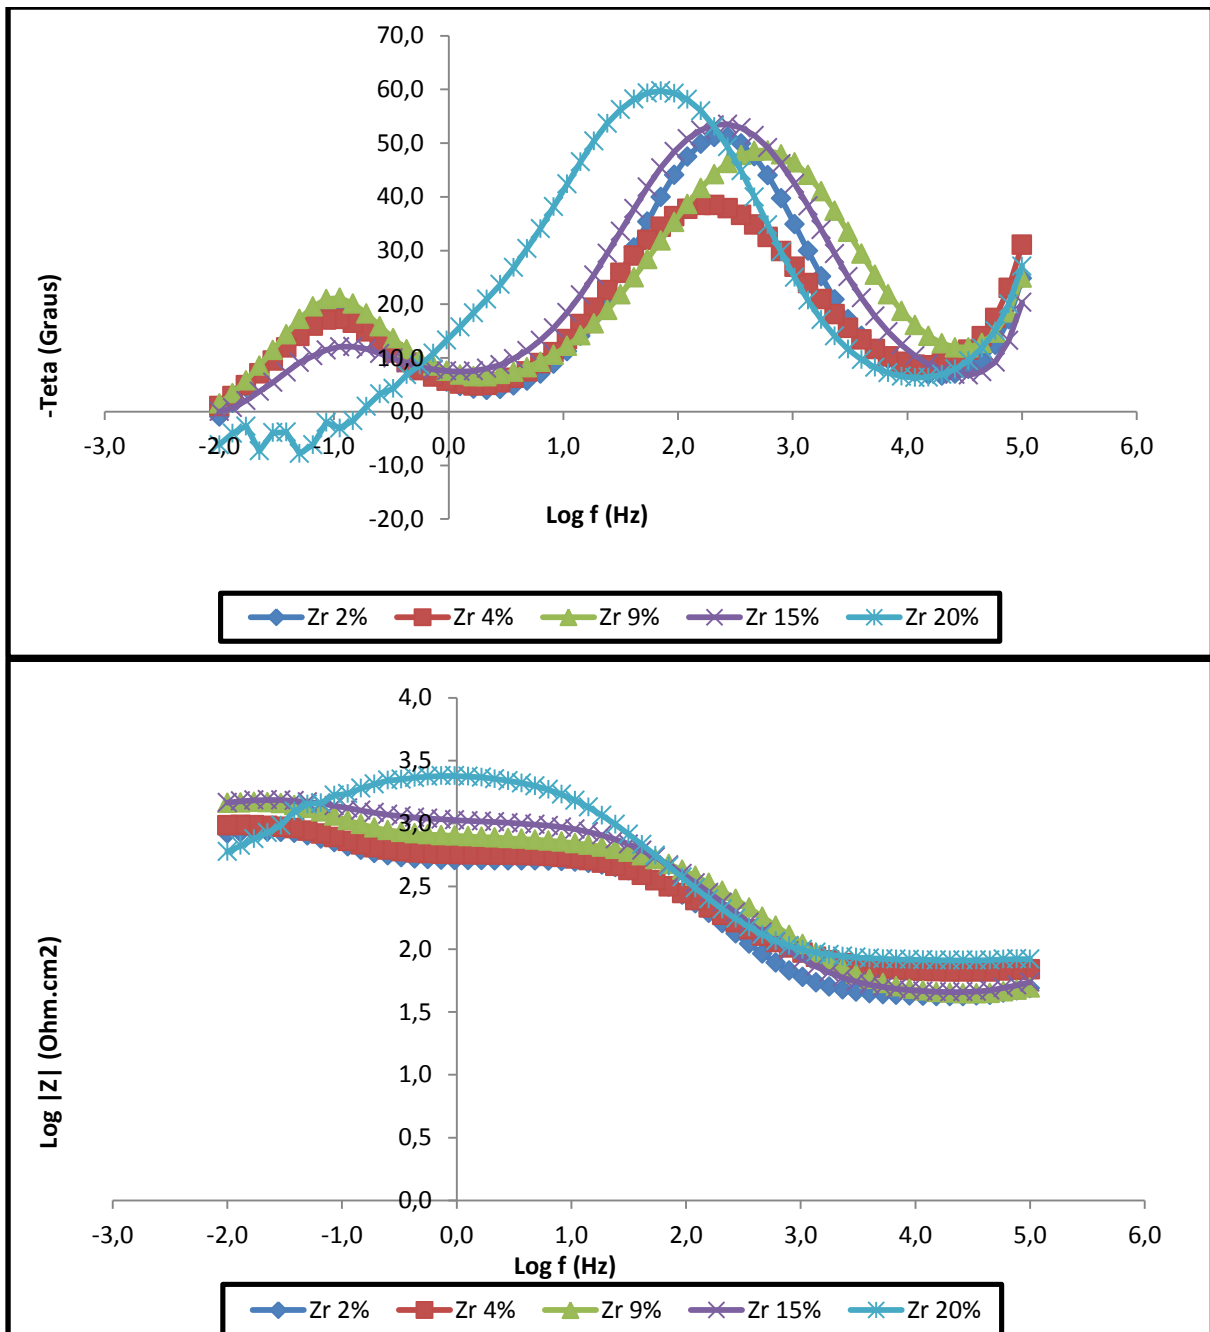 70,0
60,0
50,0
40,0
30,0
20,0
10,0
0,0
-3,0 -2,0 -1,0 0,0 1,0 2,0 3,0 4,0 5,0 6,0
-10,0
-20,0
-Teta (Graus)
Log f (Hz)
Zr 2% Zr 4% Zr 9% Zr 15% Zr 20%
4,0
3,5
3,0
2,5
2,0
1,5
1,0
0,5
0,0
-3,0 -2,0 -1,0 0,0 1,0 2,0 3,0 4,0 5,0 6,0
Log |Z| (Ohm.cm2)
Log f (Hz)
Zr 2% Zr 4% Zr 9% Zr 15% Zr 20%